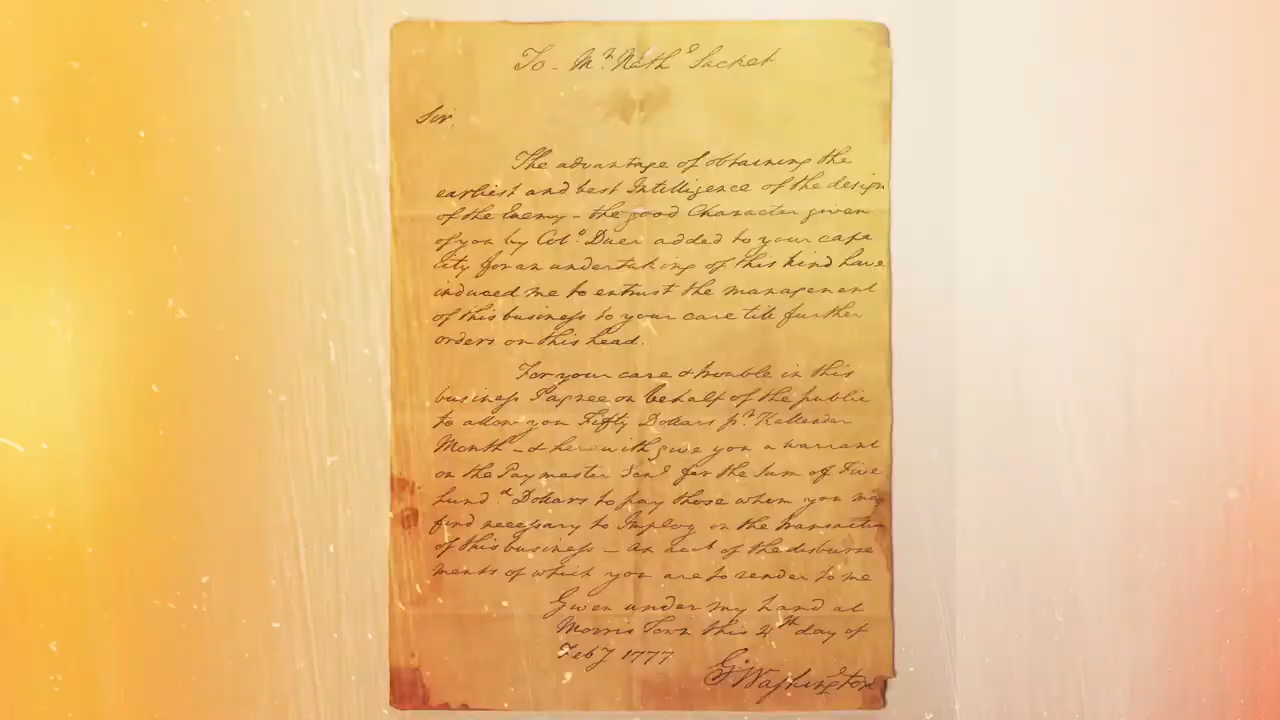 To - Mr. Nathl Sacket
Sir,
The advantage of obtaining the
earliest and best Intelligence of the design
of the Enemy - the good Character given
of you by Colo. Duer added to your capa
city for an undertaking of this kind have
induced me to entrust the management
of this business to your care till further
orders on this head.
For your care & trouble in this
business I agree on behalf of the public
to allow you Fifty Dollars pr. Kallendar
Month - & herewith give you a warrant
on the Paymaster Genl for the Sum of Five
hundd. Dollars to pay those whom you may
find necessary to Imploy in the transaction
of this business - an acct of the disburse
ments of which you are to render to me
Given under my hand at
Morris Town this 4th day of
Feby 1777
Go. Washington